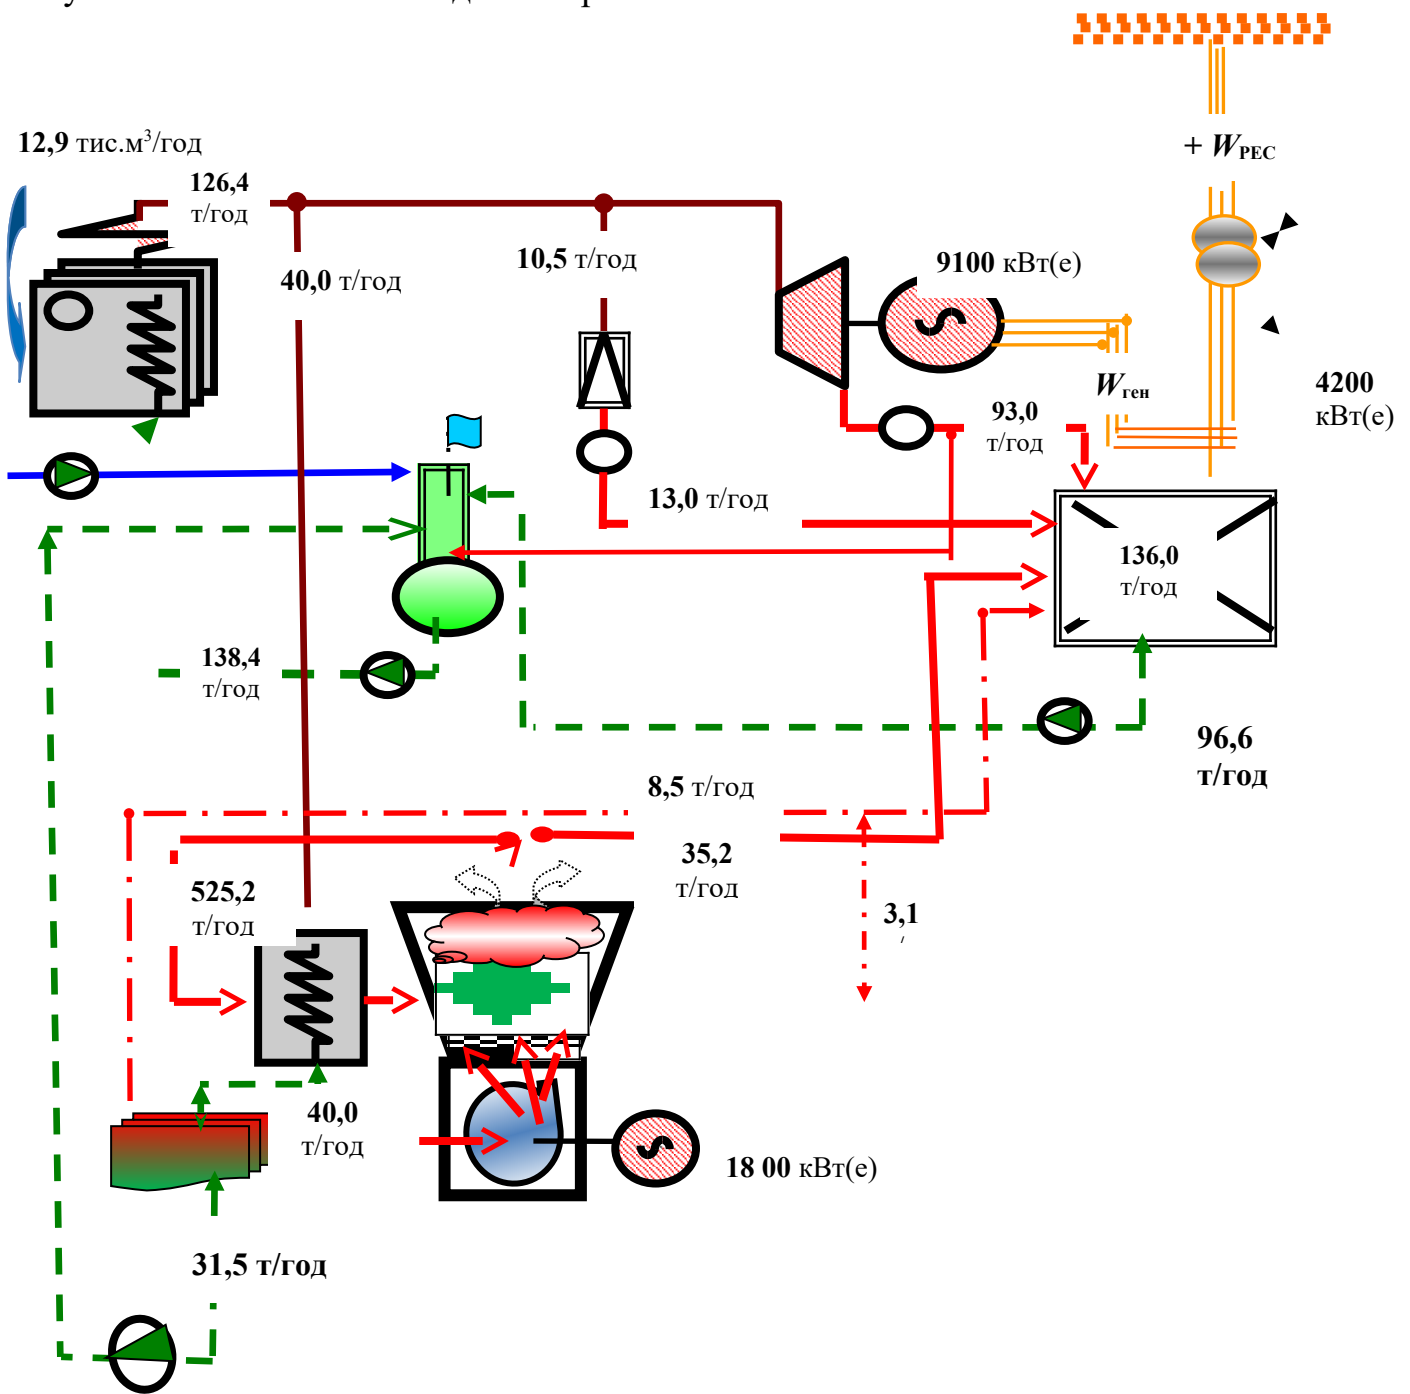 12,9 тис.м³/год
+ WРЕС
126,4
т/год
10,5 т/год
9100 кВт(е)
40,0 т/год
Wген
4200
кВт(е)
93,0
т/год
13,0 т/год
136,0
т/год
138,4
т/год
96,6
т/год
8,5 т/год
35,2
т/год
525,2
т/год
3,1
40,0
т/год
18 00 кВт(е)
31,5 т/год